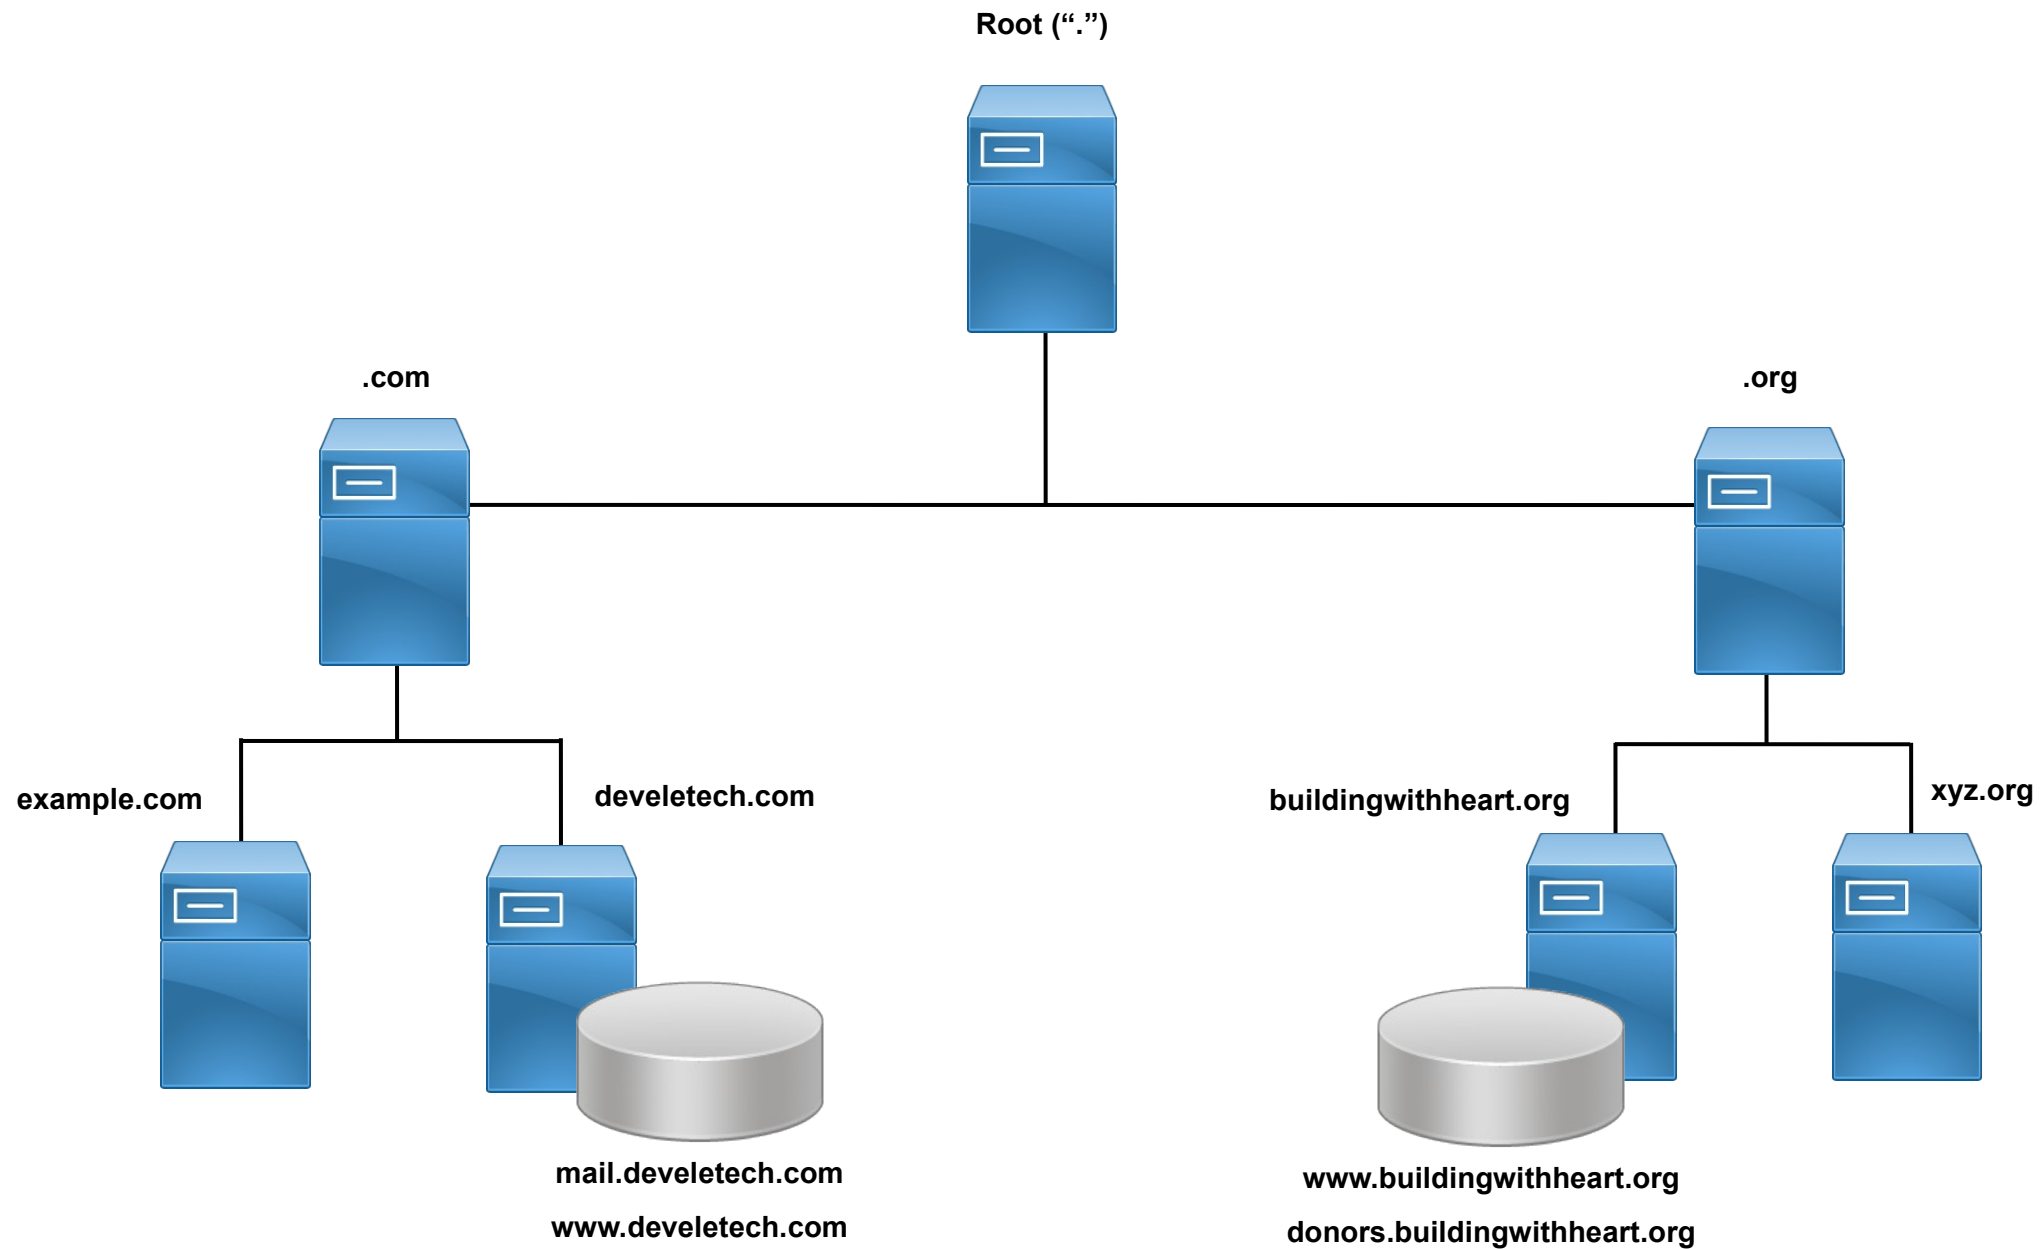 Root (“.”)
.com
.org
example.com
develetech.com
buildingwithheart.org
xyz.org
mail.develetech.com
www.develetech.com
www.buildingwithheart.org
donors.buildingwithheart.org